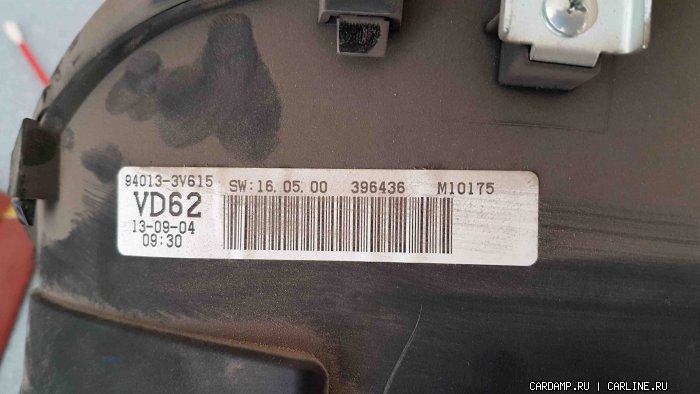 94013-3V615
SW:16.05.00 396436 M10175
VD62
13-09-04
09:30
CARDAMP.RU | CARLINE.RU